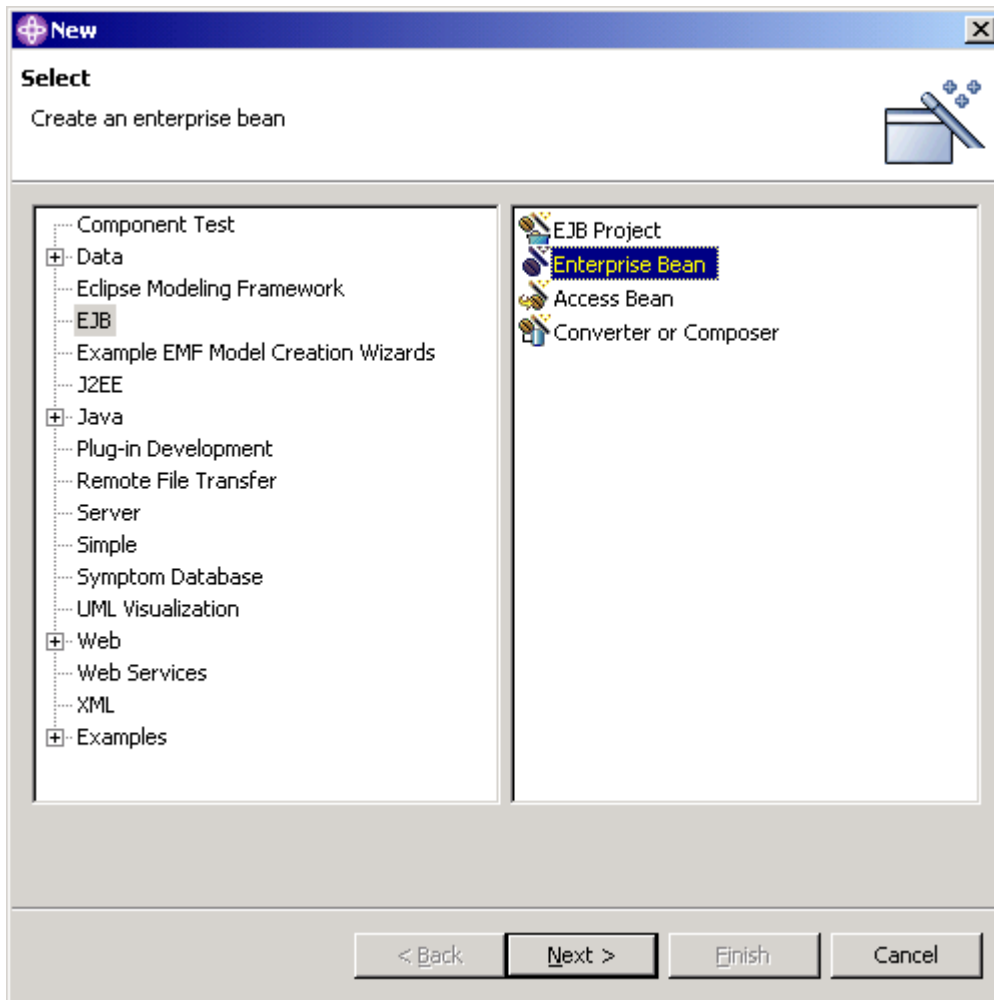 New
Select
Create an enterprise bean
Component Test
Data
Eclipse Modeling Framework
EJB
Example EMF Model Creation Wizards
J2EE
Java
Plug-in Development
Remote File Transfer
Server
Simple
Symptom Database
UML Visualization
Web
Web Services
XML
Examples
EJB Project
Enterprise Bean
Access Bean
Converter or Composer
< Back
Next >
Finish
Cancel